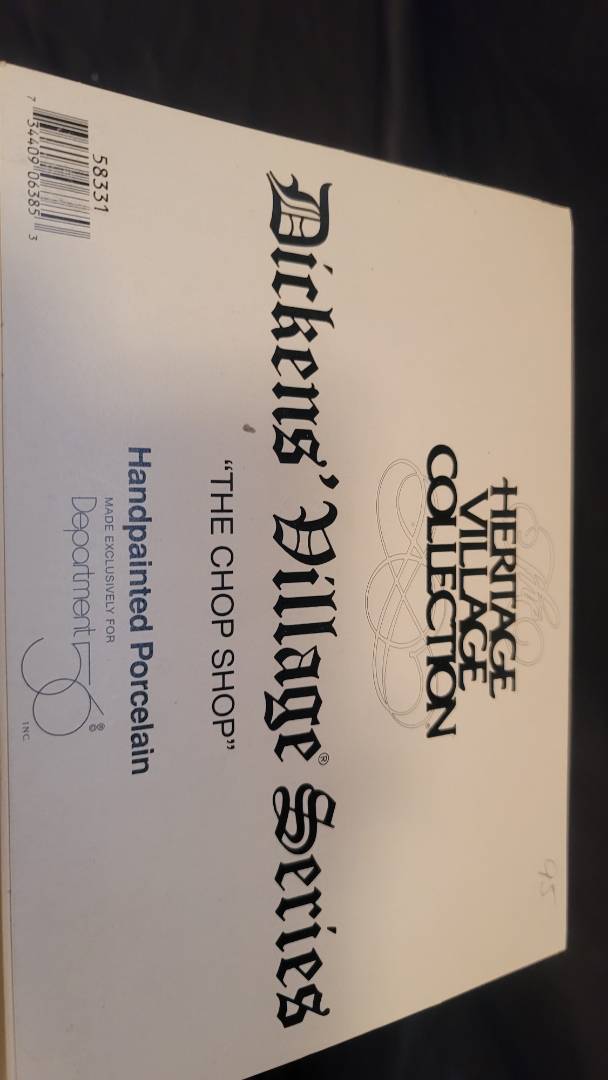 95
HERITAGE
VILLAGE
COLLECTION
®
Dickens' Village® Series
"THE CHOP SHOP"
Handpainted Porcelain
MADE EXCLUSIVELY FOR
Department 56®
INC.
58331
7 34409 06385 3